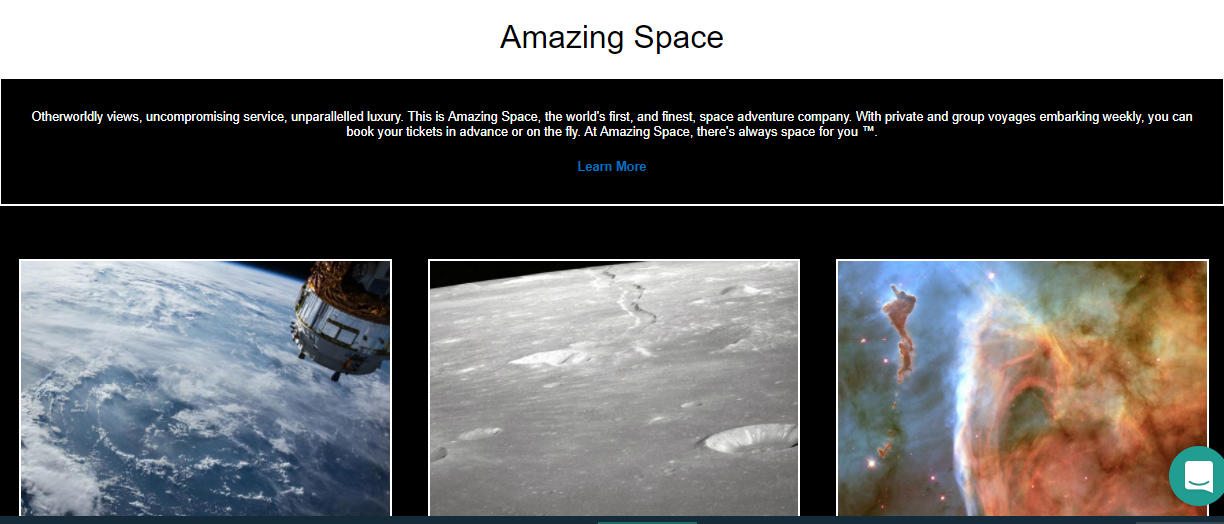 Amazing Space
Otherworldly views, uncompromising service, unparallelled luxury. This is Amazing Space, the world's first, and finest, space adventure company. With private and group voyages embarking weekly, you can
book your tickets in advance or on the fly. At Amazing Space, there's always space for you ™.
Learn More